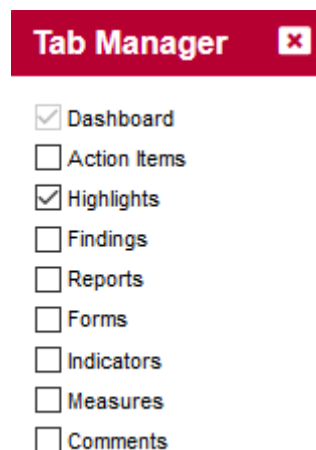 Tab Manager
Dashboard
Action Items
Highlights
Findings
Reports
Forms
Indicators
Measures
Comments